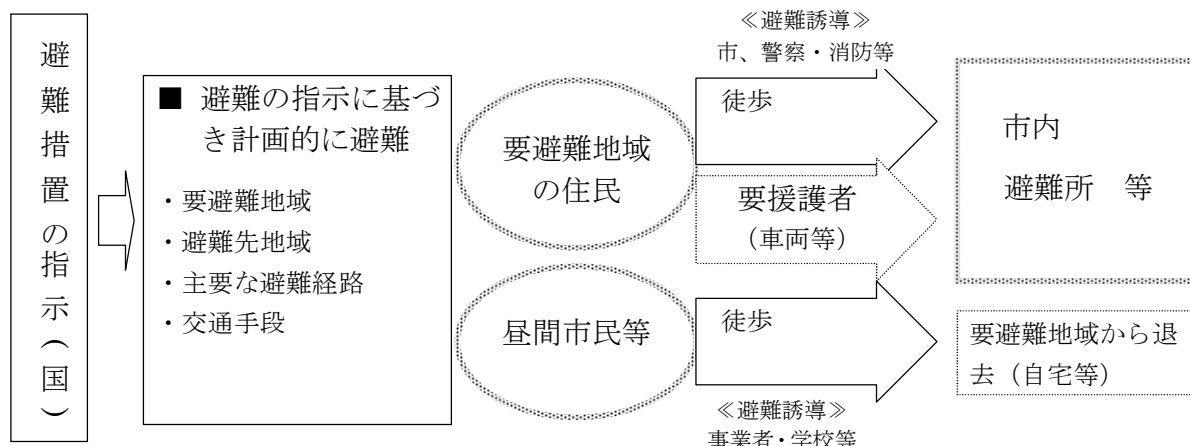 避難措置の指示(国)
■ 避難の指示に基づ
き計画的に避難
・要避難地域
・避難先地域
・主要な避難経路
・交通手段
要避難地域
の住民
昼間市民等
≪避難誘導≫
市、警察・消防等
徒歩
要援護者
(車両等)
徒歩
≪避難誘導≫
事業者・学校等
市内
避難所 等
要避難地域から退
去(自宅等)